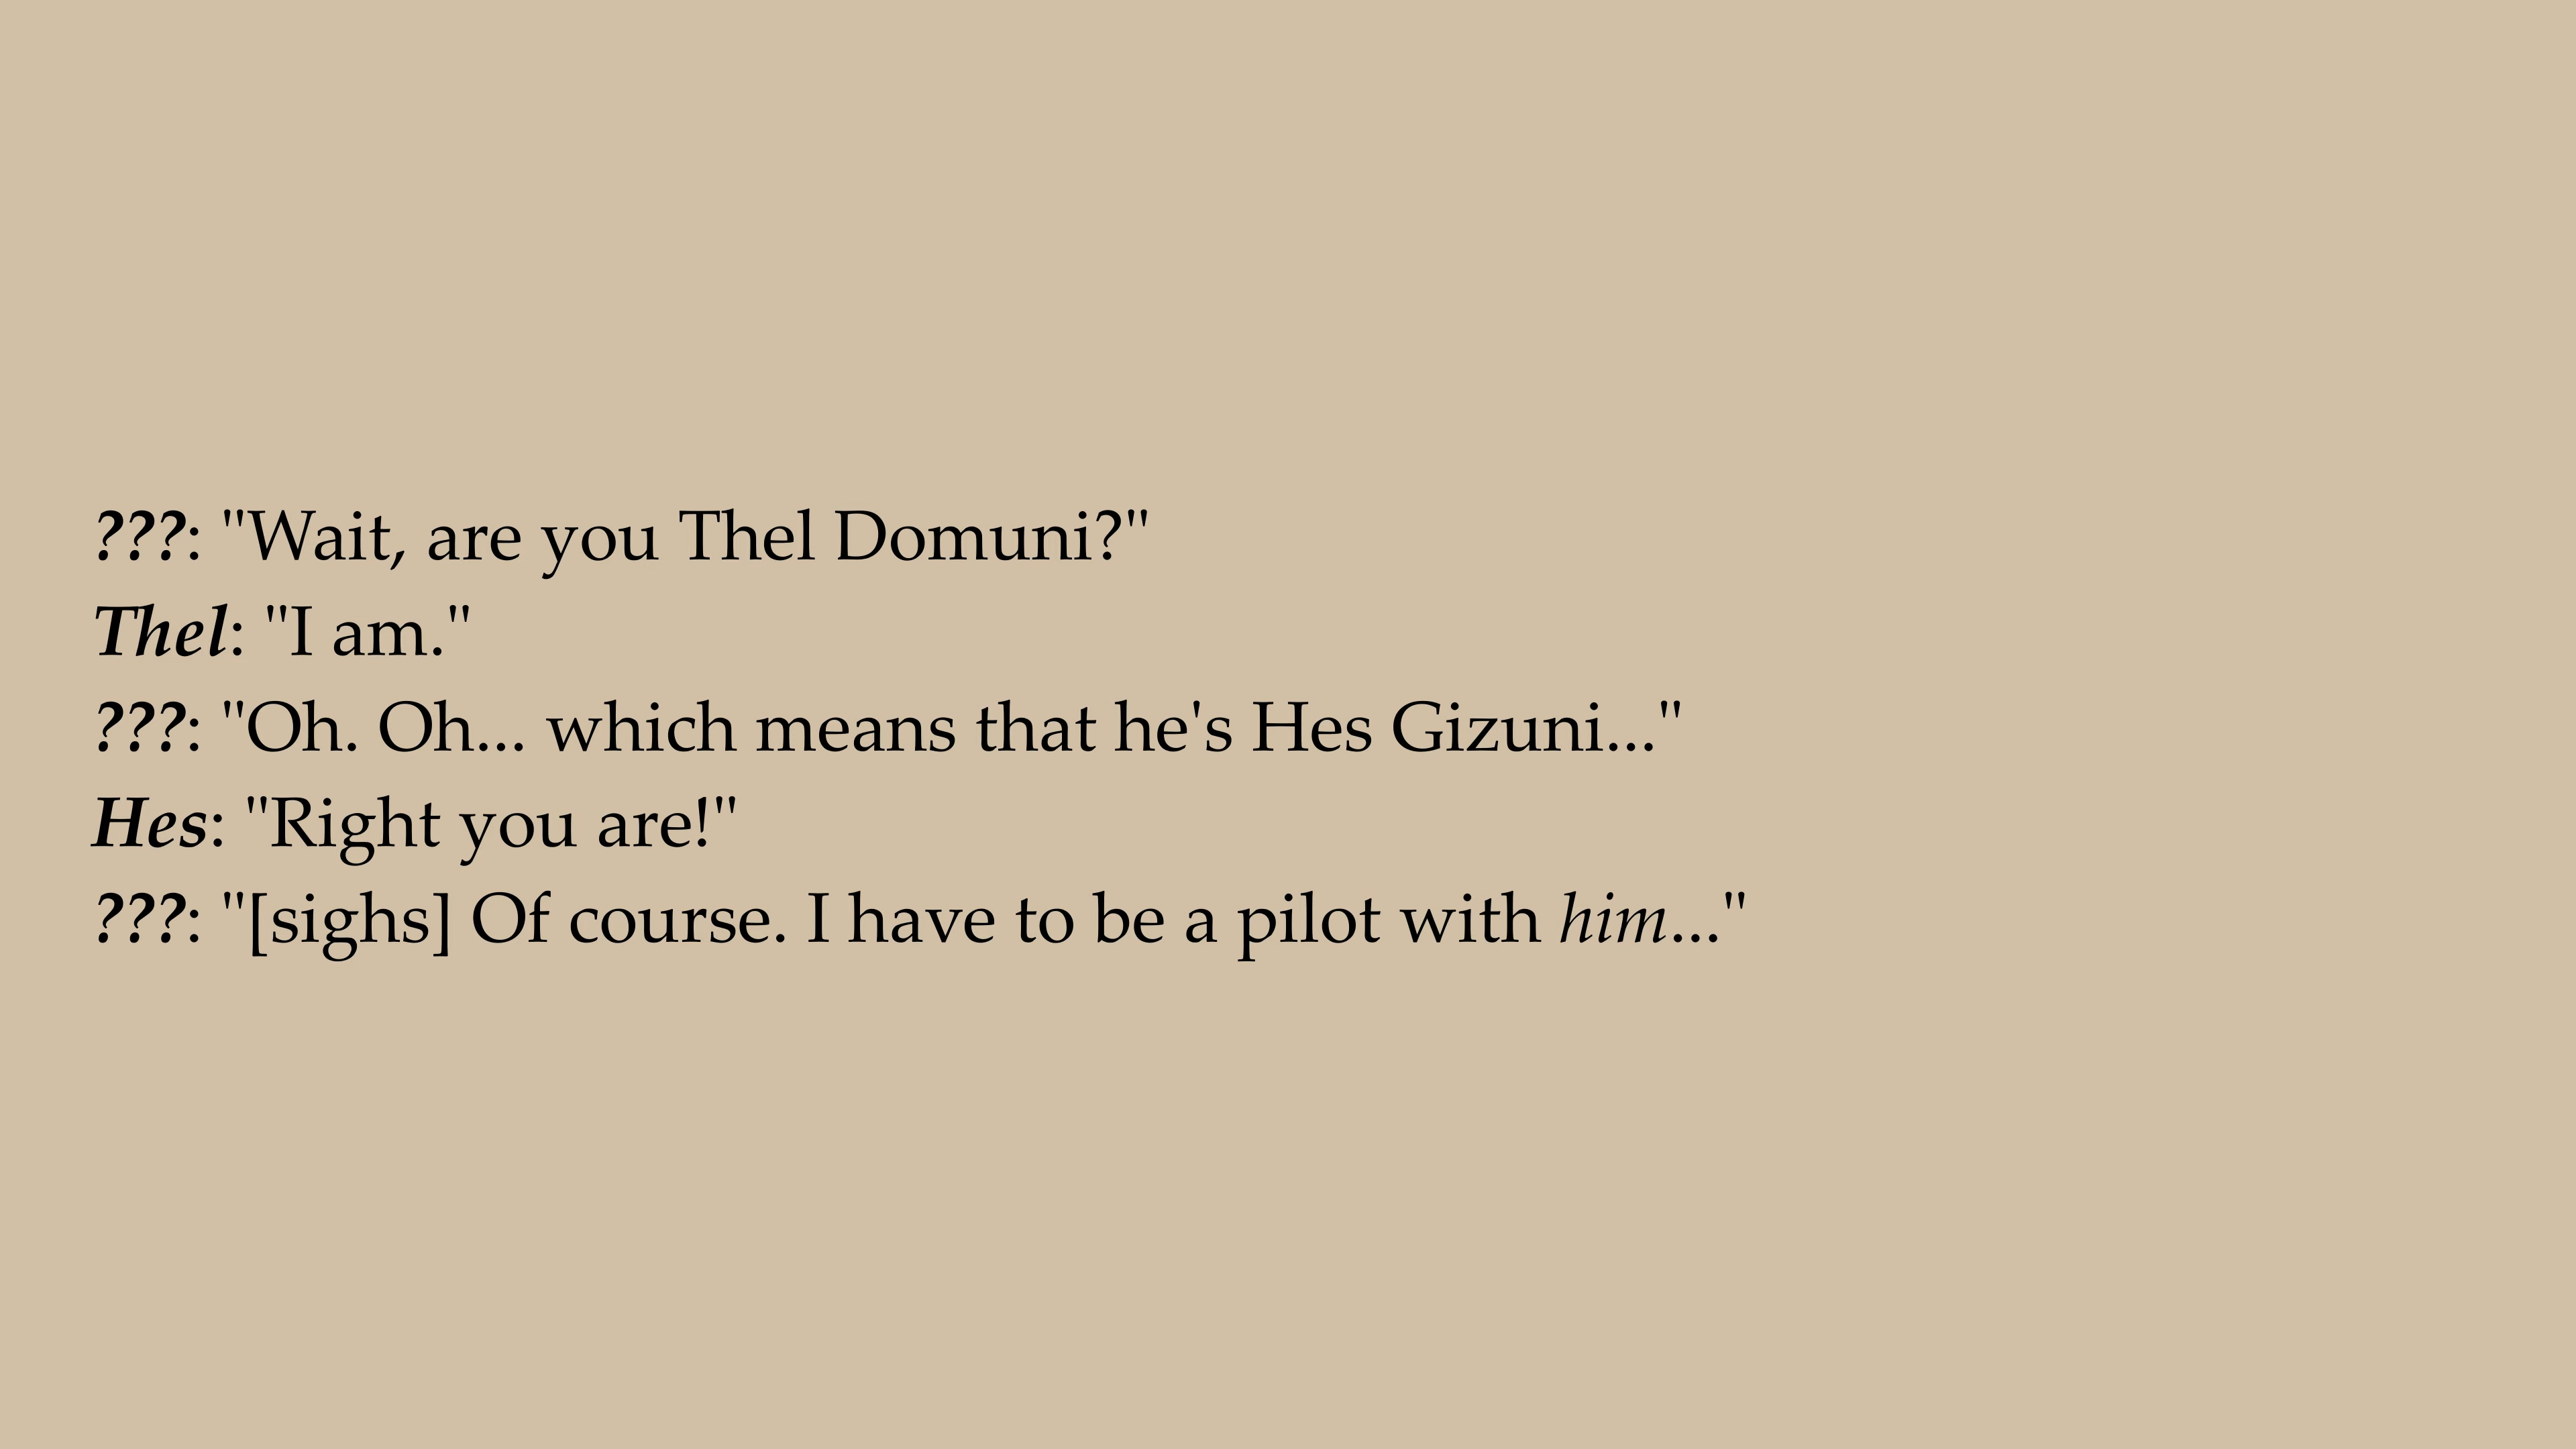 ???: "Wait, are you Thel Domuni?"
Thel: "I am."
???: "Oh. Oh... which means that he's Hes Gizuni..."
Hes: "Right you are!"
???: "[sighs] Of course. I have to be a pilot with him..."